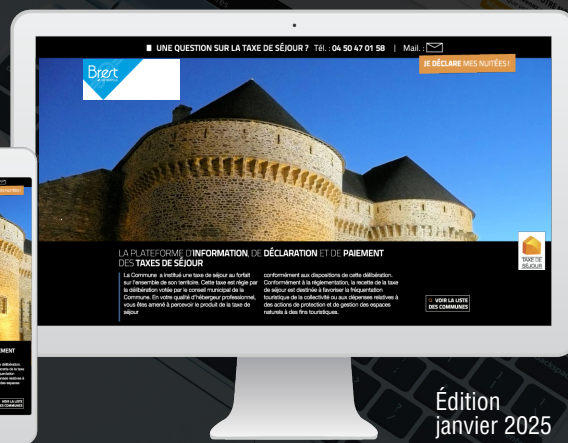 UNE QUESTION SUR LA TAXE DE SÉJOUR ? Tél. : 04 50 47 01 58 | Mail. :
JE DÉCLARE MES NUITÉES !
Brest
LA PLATEFORME D'INFORMATION, DE DÉCLARATION ET DE PAIEMENT
DES TAXES DE SÉJOUR
La Commune a institué une taxe de séjour au forfait
sur l'ensemble de son territoire. Cette taxe est régie par
la délibération votée par le conseil municipal de la
Commune. En votre qualité d'hébergeur professionnel,
vous êtes amené à percevoir le produit de la taxe de
séjour
conformément aux dispositions de cette délibération.
Conformément à la réglementation, la recette de la taxe
de séjour est destinée à favoriser la fréquentation
touristique de la collectivité ou aux dépenses relatives à
des actions de protection et de gestion des espaces
naturels à des fins touristiques.
TAXE DE
SÉJOUR
VOIR LA LISTE
DES COMMUNES
Édition
janvier 2025